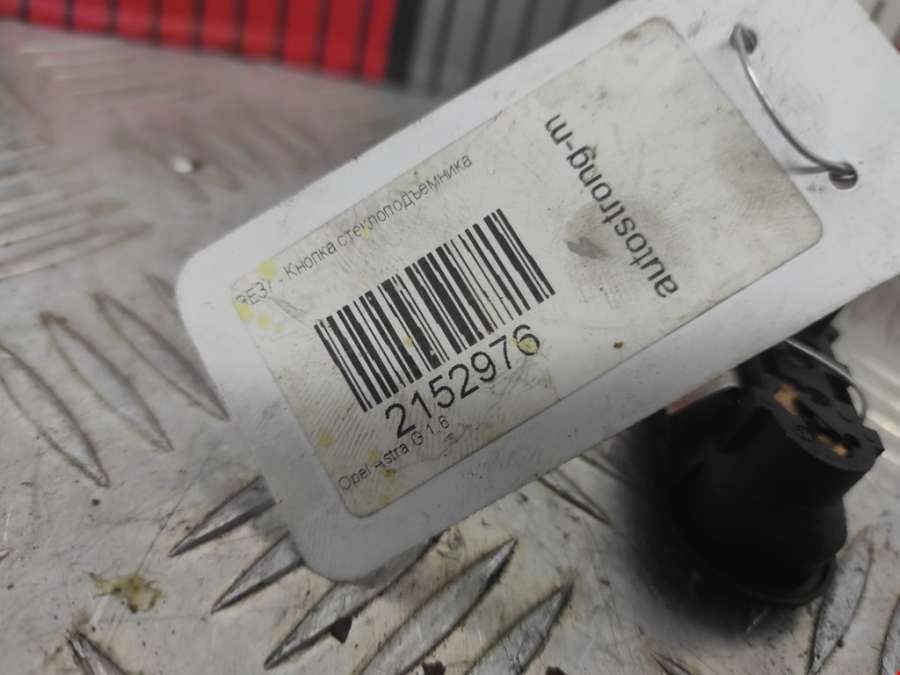 - Кнопка стеклоподъемника
2152976
Opel Astra G 1.6
autostrong-m